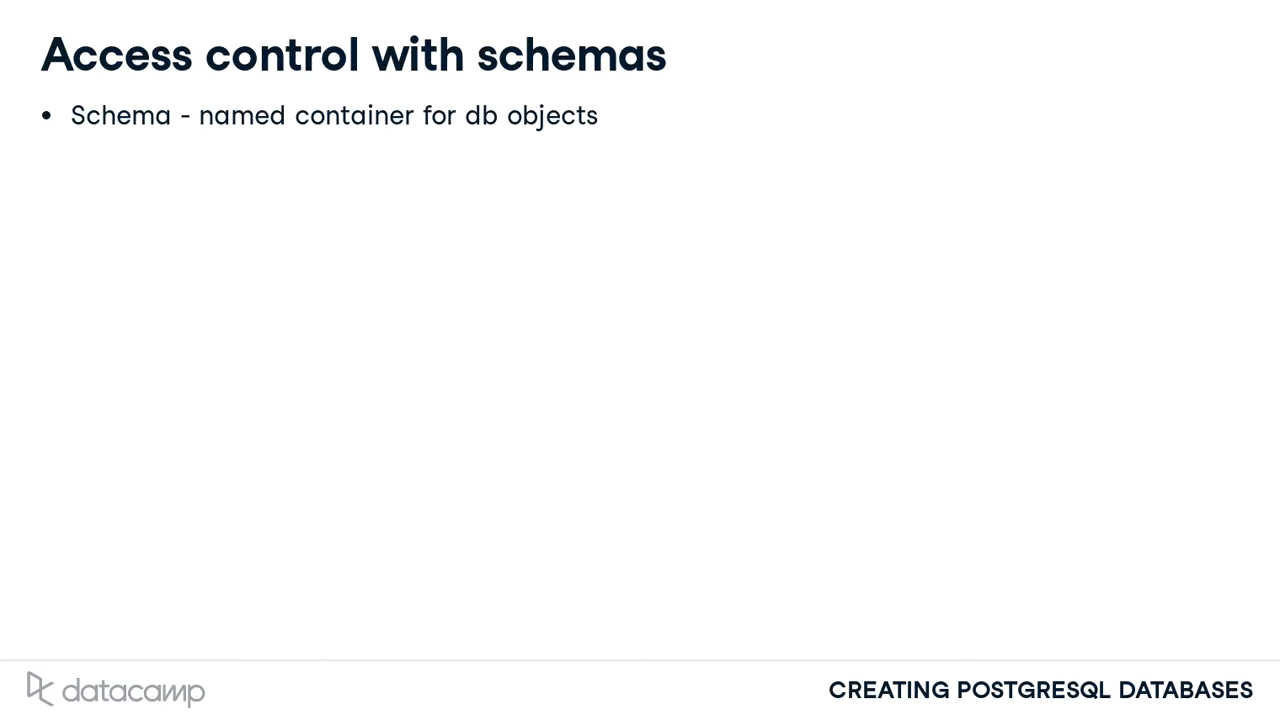 Access control with schemas
• Schema - named container for db objects
datacamp
CREATING POSTGRESQL DATABASES